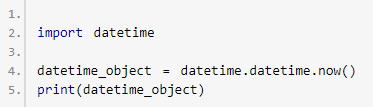 1.
2. import datetime
3.
4. datetime_object = datetime.datetime.now()
5. print(datetime_object)